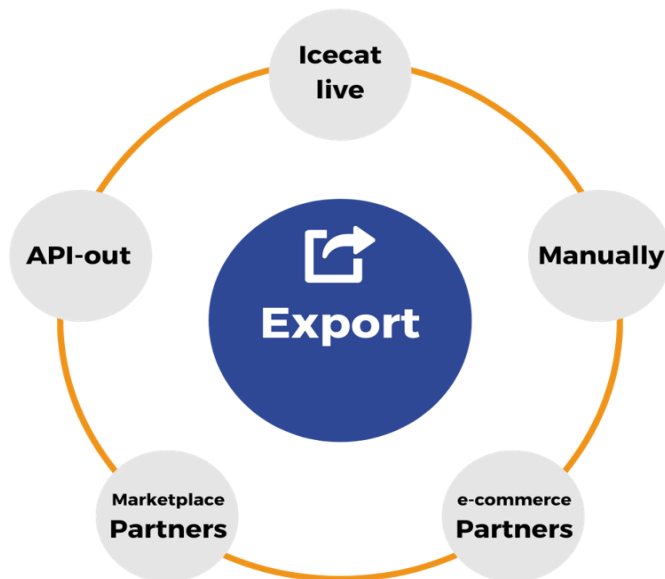 Icecat
live
API-out
Manually
Export
Marketplace
Partners
e-commerce
Partners